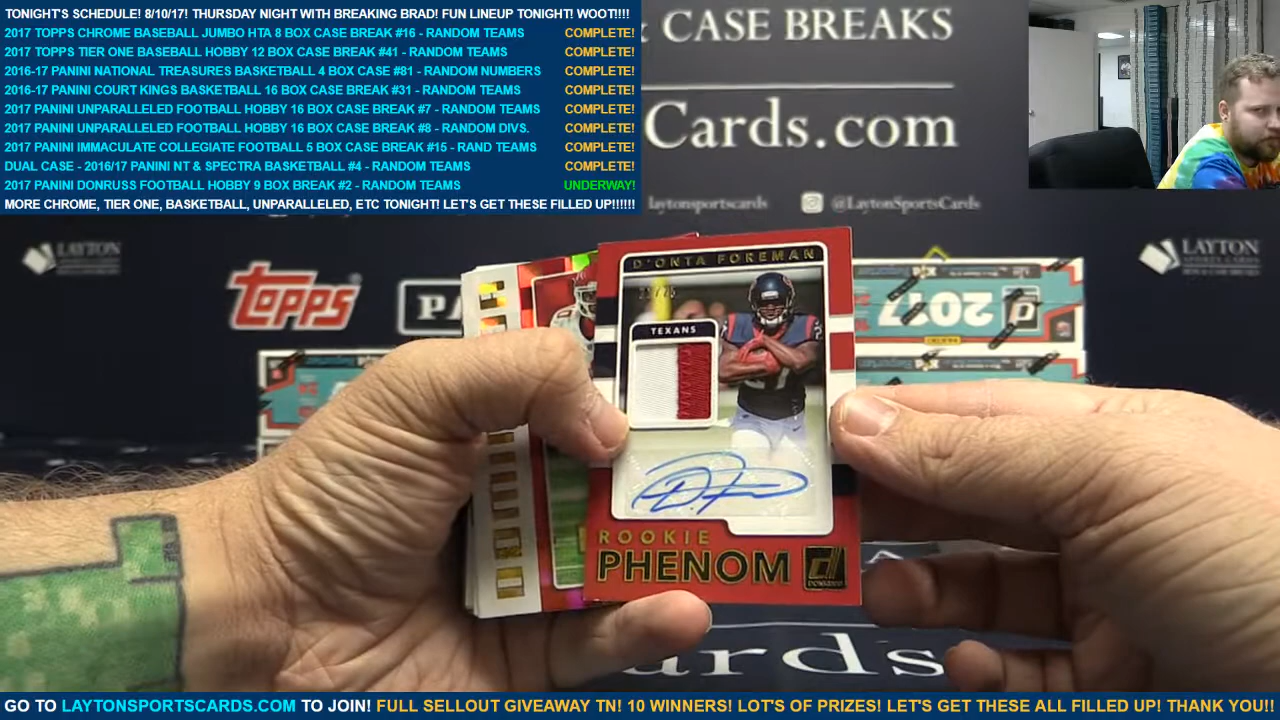 TONIGHT'S SCHEDULE! 8/10/17! THURSDAY NIGHT WITH BREAKING BRAD! FUN LINEUP TONIGHT! WOOT!!!!
2017 TOPPS CHROME BASEBALL JUMBO HTA 8 BOX CASE BREAK #16 - RANDOM TEAMS COMPLETE!
2017 TOPPS TIER ONE BASEBALL HOBBY 12 BOX CASE BREAK #41 - RANDOM TEAMS COMPLETE!
2016-17 PANINI NATIONAL TREASURES BASKETBALL 4 BOX CASE #81 - RANDOM NUMBERS COMPLETE!
2016-17 PANINI COURT KINGS BASKETBALL 16 BOX CASE BREAK #31 - RANDOM TEAMS COMPLETE!
2017 PANINI UNPARALLELED FOOTBALL HOBBY 16 BOX CASE BREAK #7 - RANDOM TEAMS COMPLETE!
2017 PANINI UNPARALLELED FOOTBALL HOBBY 16 BOX CASE BREAK #8 - RANDOM DIVS. COMPLETE!
2017 PANINI IMMACULATE COLLEGIATE FOOTBALL 5 BOX CASE BREAK #15 - RAND TEAMS COMPLETE!
DUAL CASE - 2016/17 PANINI NT & SPECTRA BASKETBALL #4 - RANDOM TEAMS COMPLETE!
2017 PANINI DONRUSS FOOTBALL HOBBY 9 BOX BREAK #2 - RANDOM TEAMS UNDERWAY!
MORE CHROME, TIER ONE, BASKETBALL, UNPARALLELED, ETC TONIGHT! LET'S GET THESE FILLED UP!!!!!!
& CASE BREAKS
Cards.com
laytonsportscards @LaytonSportsCards
LAYTON
LAYTON
SPORTS CARDS
topps
PA
2017
D'ONTA FOREMAN
TEXANS
27
ROOKIE
PHENOM
DONRUSS
ards
GO TO LAYTONSPORTSCARDS.COM TO JOIN! FULL SELLOUT GIVEAWAY TN! 10 WINNERS! LOT'S OF PRIZES! LET'S GET THESE ALL FILLED UP! THANK YOU!!